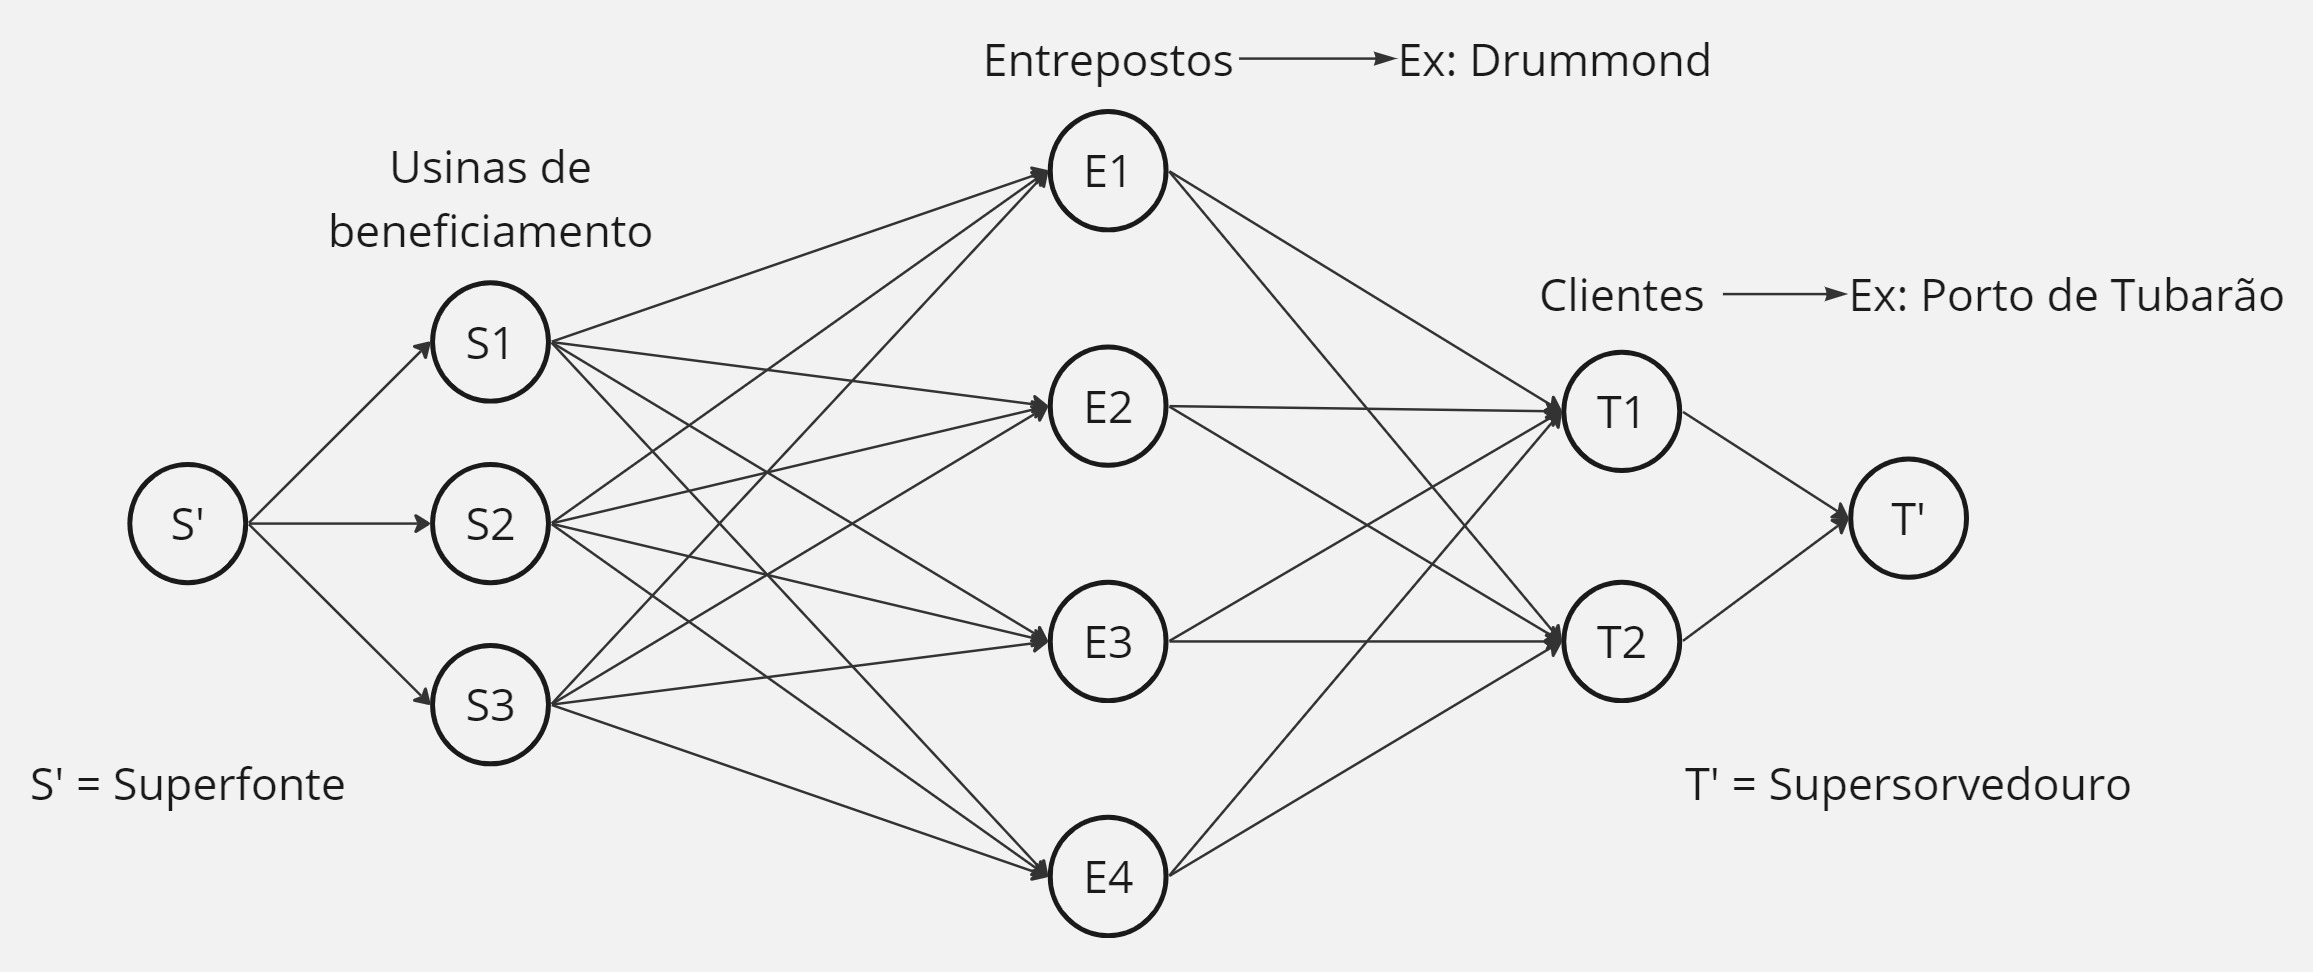 Entrepostos
Ex: Drummond
Usinas de
beneficiamento
Clientes
Ex: Porto de Tubarão
E1
S1
E2
T1
S'
S2
T'
E3
T2
S3
E4
S' = Superfonte
T' = Supersorvedouro